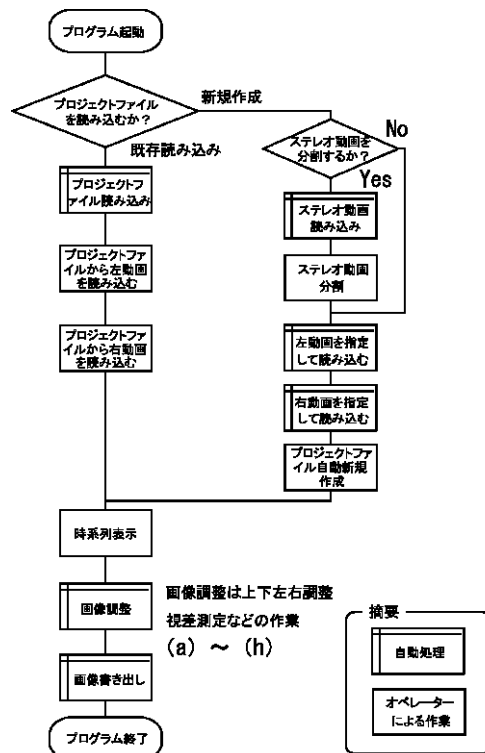 プログラム起動
プロジェクトファイル
を読み込むか？
新規作成
既存読み込み
プロジェクトフ
ァイル読み込み
プロジェクトファ
イルから左動画
を読み込む
プロジェクトファ
イルから右動画
を読み込む
ステレオ動画を
分割するか？
No
Yes
ステレオ動画
読み込み
ステレオ動画
分割
左動画を指定
して読み込む
右動画を指定
して読み込む
プロジェクトファ
イル自動新規
作成
時系列表示
画像調整
画像調整は上下左右調整
視差測定などの作業
(a) ～ (h)
画像書き出し
プログラム終了
摘要
自動処理
オペレーター
による作業